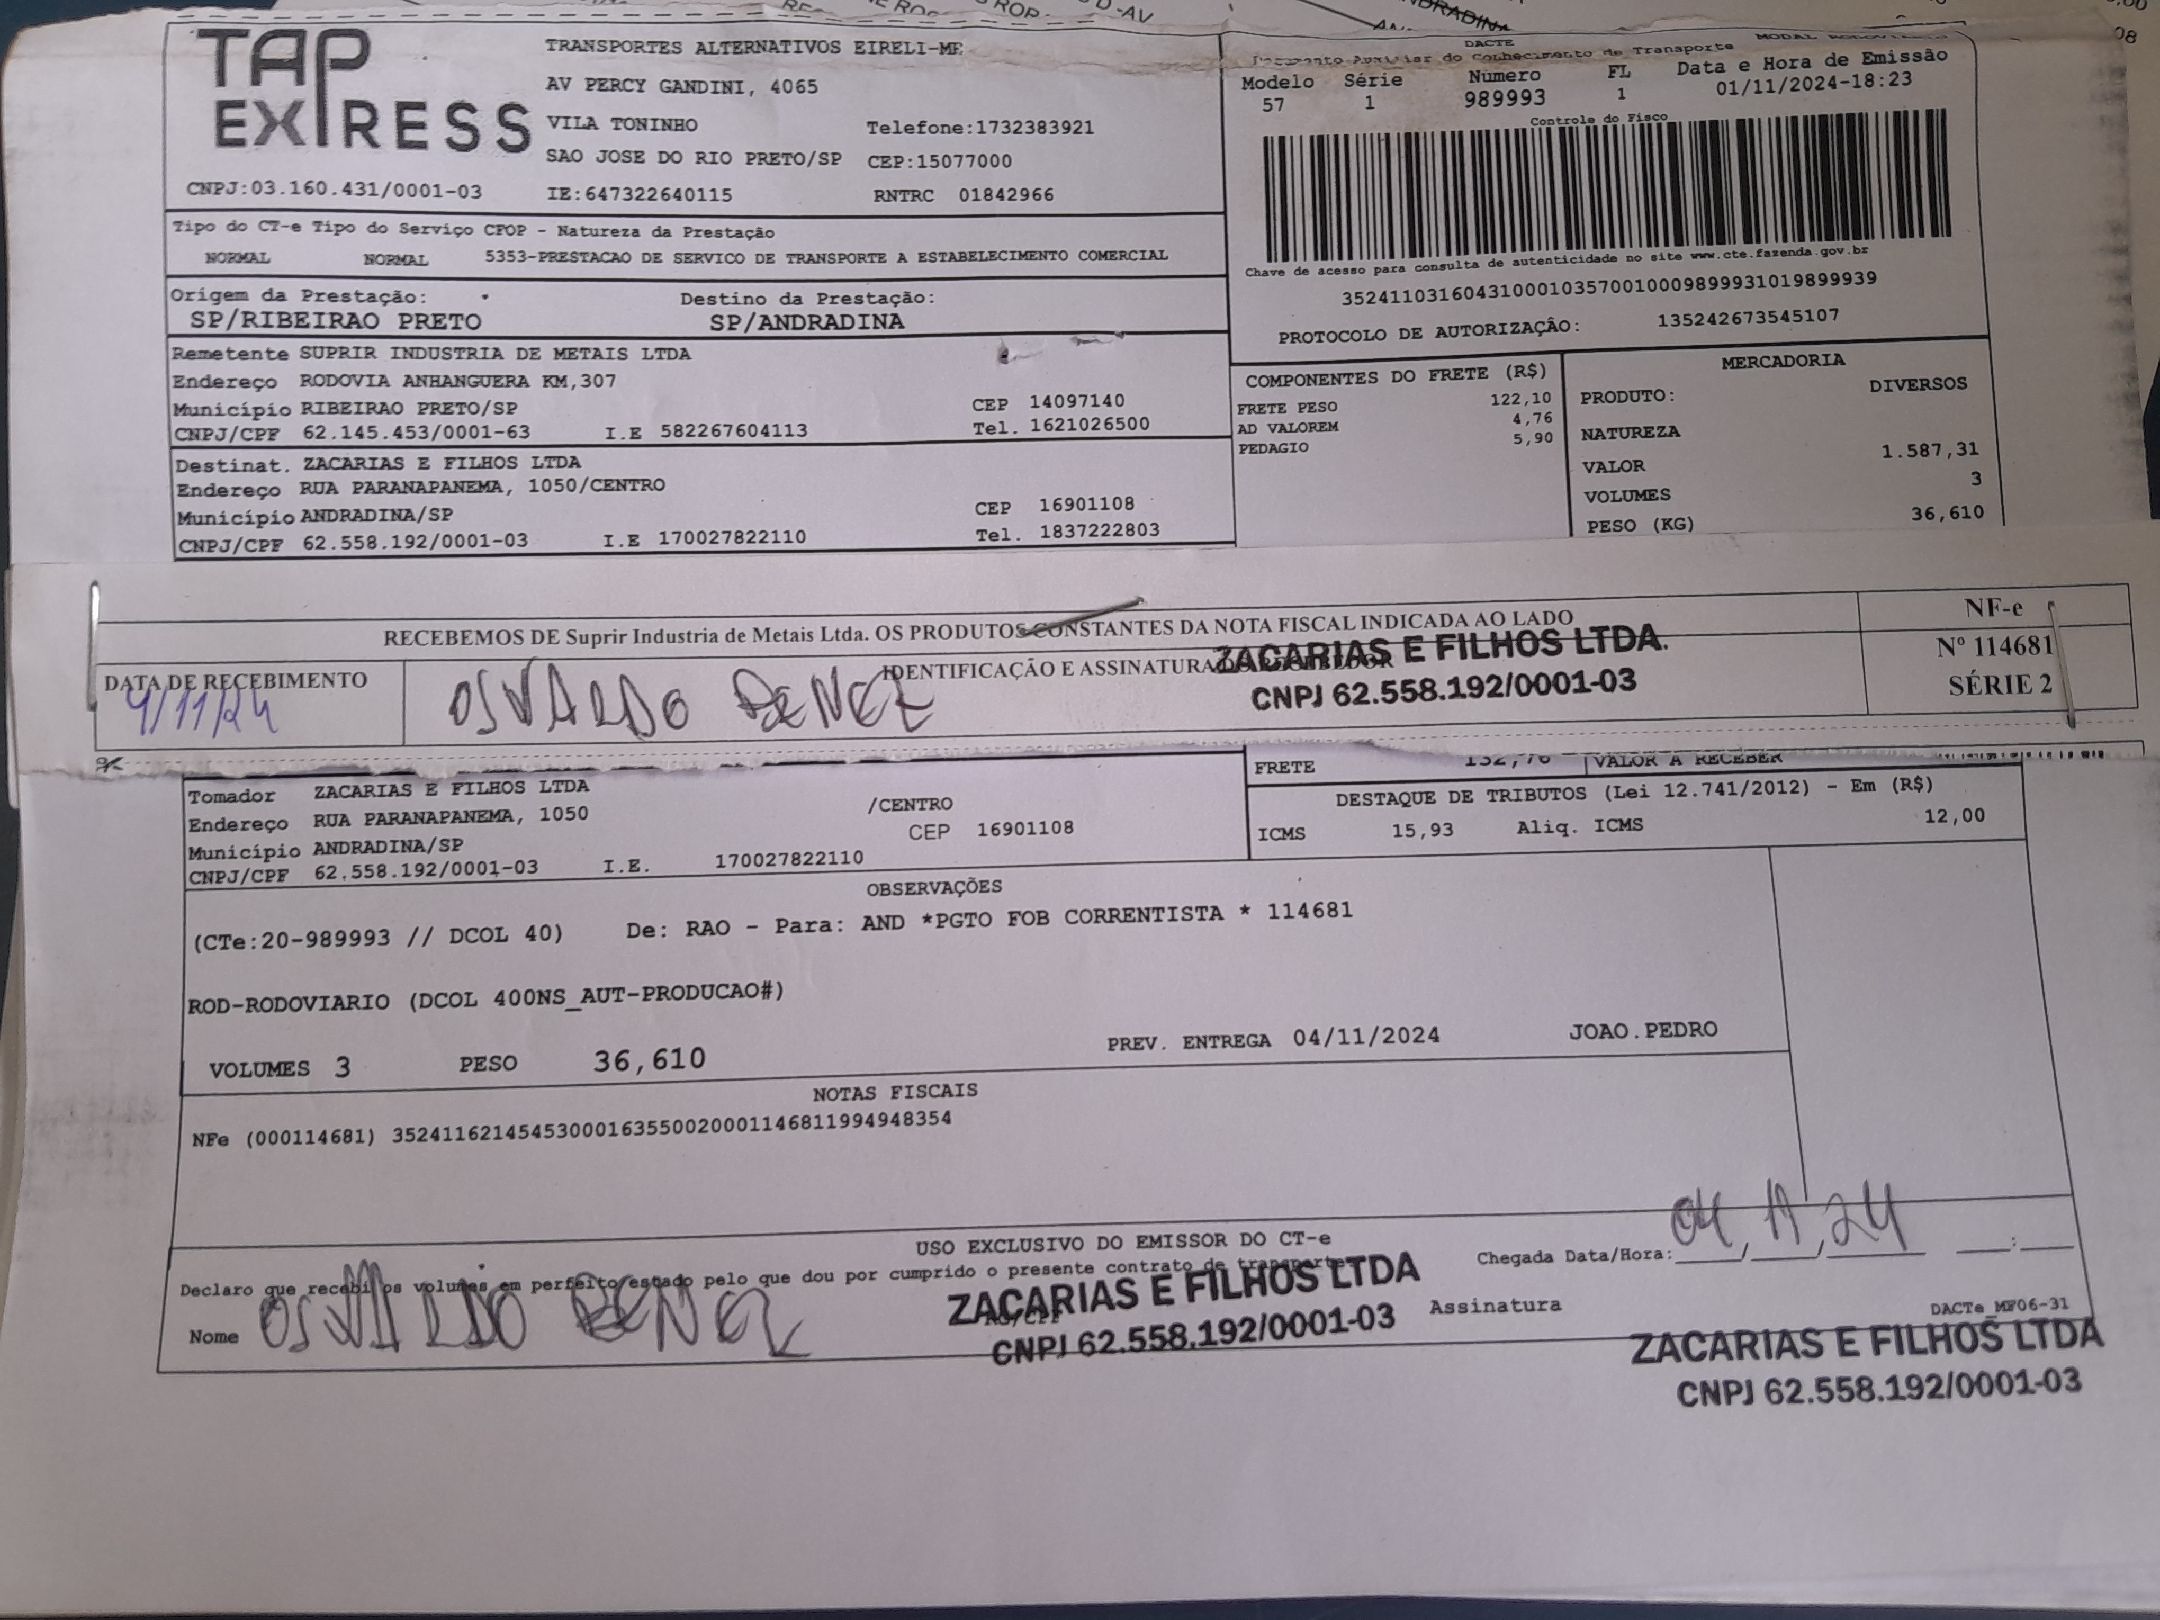 TAP EXPRESS
TRANSPORTES ALTERNATIVOS EIRELI-ME
AV PERCY GANDINI, 4065
VILA TONINHO Telefone:1732383921
SAO JOSE DO RIO PRETO/SP CEP:15077000
CNPJ:03.160.431/0001-03 IE:647322640115 RNTRC 01842966
DACTE MODAL RODOVIARIO
Documento Auxiliar do Conhecimento de Transporte
Modelo Série Número FL Data e Hora de Emissão
57 1 989993 1 01/11/2024-18:23
Controle do Fisco
Chave de acesso para consulta de autenticidade no site www.cte.fazenda.gov.br
35241103160431000103570010009899931019899939
PROTOCOLO DE AUTORIZAÇÃO: 135242673545107
Tipo do CT-e Tipo do Serviço CFOP - Natureza da Prestação
NORMAL NORMAL 5353-PRESTACAO DE SERVICO DE TRANSPORTE A ESTABELECIMENTO COMERCIAL
Origem da Prestação: Destino da Prestação:
SP/RIBEIRAO PRETO SP/ANDRADINA
Remetente SUPRIR INDUSTRIA DE METAIS LTDA
Endereço RODOVIA ANHANGUERA KM,307
Município RIBEIRAO PRETO/SP CEP 14097140
CNPJ/CPF 62.145.453/0001-63 I.E 582267604113 Tel. 1621026500
Destinat. ZACARIAS E FILHOS LTDA
Endereço RUA PARANAPANEMA, 1050/CENTRO
Município ANDRADINA/SP CEP 16901108
CNPJ/CPF 62.558.192/0001-03 I.E 170027822110 Tel. 1837222803
COMPONENTES DO FRETE (R$)
FRETE PESO 122,10
AD VALOREM 4,76
PEDAGIO 5,90
MERCADORIA
PRODUTO: DIVERSOS
NATUREZA
VALOR 1.587,31
VOLUMES 3
PESO (KG) 36,610
RECEBEMOS DE Suprir Industria de Metais Ltda. OS PRODUTOS CONSTANTES DA NOTA FISCAL INDICADA AO LADO
NF-e
Nº 114681
SÉRIE 2
DATA DE RECEBIMENTO
4/11/24
IDENTIFICAÇÃO E ASSINATURA
OSVALDO
ZACARIAS E FILHOS LTDA.
CNPJ 62.558.192/0001-03
FRETE 132,76 VALOR A RECEBER
Tomador ZACARIAS E FILHOS LTDA
Endereço RUA PARANAPANEMA, 1050 /CENTRO
Município ANDRADINA/SP CEP 16901108
CNPJ/CPF 62.558.192/0001-03 I.E. 170027822110
DESTAQUE DE TRIBUTOS (Lei 12.741/2012) - Em (R$)
ICMS 15,93 Aliq. ICMS 12,00
OBSERVAÇÕES
(CTe:20-989993 // DCOL 40) De: RAO - Para: AND *PGTO FOB CORRENTISTA * 114681
ROD-RODOVIARIO (DCOL 400NS_AUT-PRODUCAO#)
VOLUMES 3 PESO 36,610 PREV. ENTREGA 04/11/2024 JOAO.PEDRO
NOTAS FISCAIS
NFe (000114681) 35241162145453000163550020001146811994948354
USO EXCLUSIVO DO EMISSOR DO CT-e
Declaro que recebi os volumes em perfeito estado pelo que dou por cumprido o presente contrato de transporte
Chegada Data/Hora: 04/11/24 :
Nome OSVALDO
ZACARIAS E FILHOS LTDA
CNPJ 62.558.192/0001-03
Assinatura
DACTe MF06-31
ZACARIAS E FILHOS LTDA
CNPJ 62.558.192/0001-03